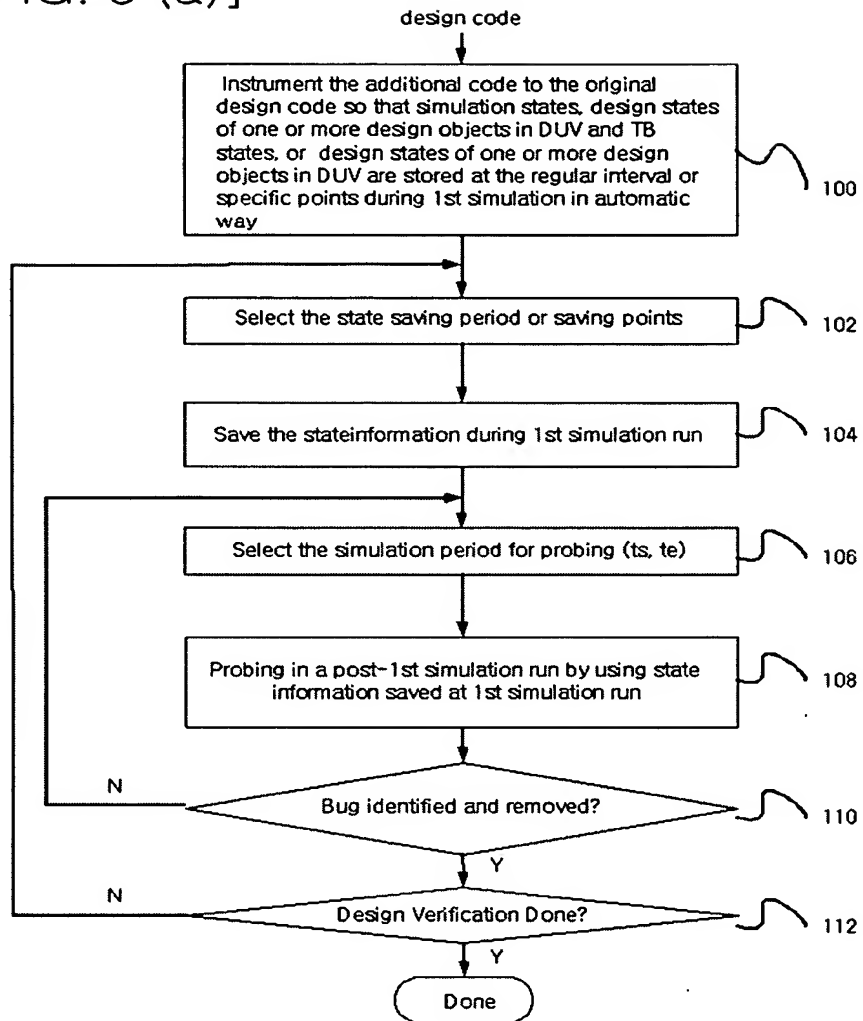 design code
Instrument the additional code to the original
design code so that simulation states, design states
of one or more design objects in DUV and TB
states, or design states of one or more design
objects in DUV are stored at the regular interval or
specific points during 1st simulation in automatic
way
100
Select the state saving period or saving points
102
Save the stateinformation during 1st simulation run
104
Select the simulation period for probing (ts, te)
106
Probing in a post-1st simulation run by using state
information saved at 1st simulation run
108
N
Bug identified and removed?
110
Y
N
Design Verification Done?
112
Y
Done